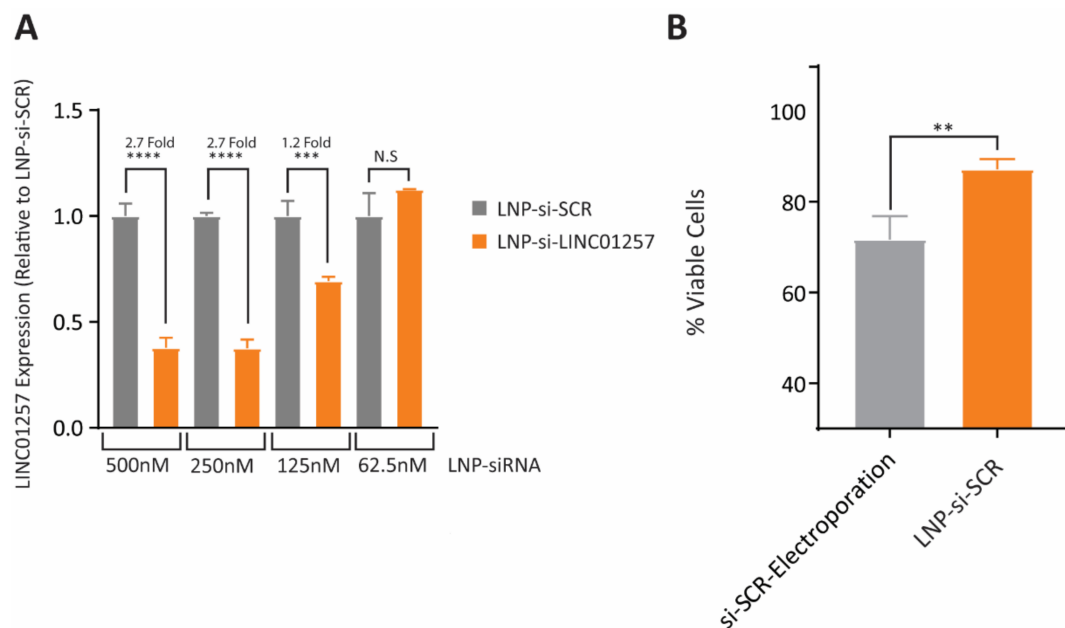 A
LINC01257 Expression (Relative to LNP-si-SCR)
1.5
1.0
0.5
0.0
2.7 Fold
****
2.7 Fold
****
1.2 Fold
***
N.S
500nM
250nM
125nM
62.5nM
LNP-siRNA
LNP-si-SCR
LNP-si-LINC01257
B
% Viable Cells
100
80
60
40
**
si-SCR-Electroporation
LNP-si-SCR